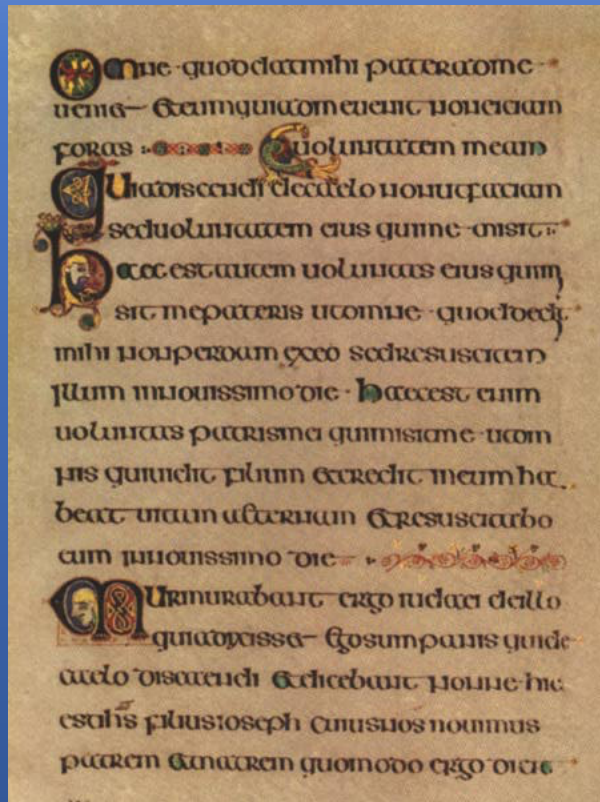 Omne quod dat mihi pater ad me
ueniet et eum qui ad me uenit non eiciam
foras uoluntatem meam
Quia discendi de caelo non ut faciam
sed uoluntatem eius qui me misit
haec est autem uoluntas eius qui mi
sit me pateris ut omne quod dedit
mihi non perdam ex eo sed resuscitem
illum in nouissimo die haec est enim
uoluntas patris mei qui misit me ut om
nis qui uidit filium et credit in eum ha
beat uitam aeternam et resuscitabo
eum in nouissimo die
Murmurabant ergo iudaei de illo
quia dixisset ego sum panis qui de
caelo discendi et dicebant nonne hic
est ihs filius ioseph cuius nos nouimus
patrem et matrem quomodo ergo dicit